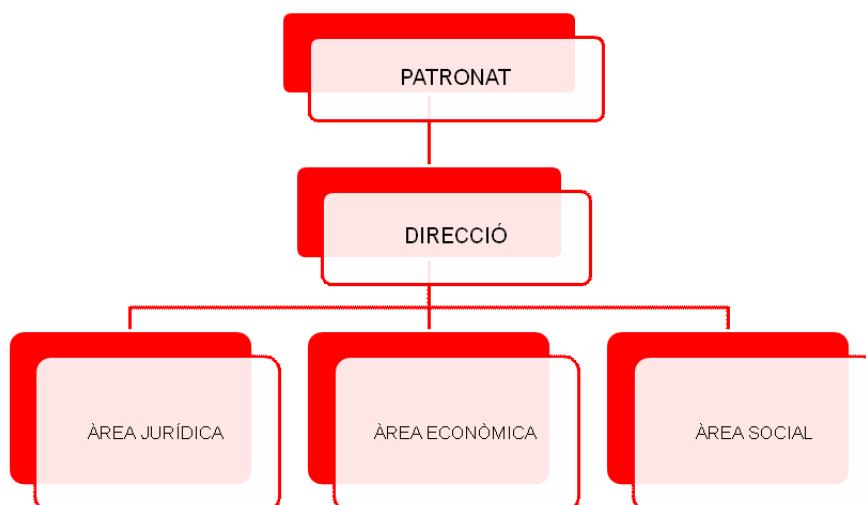 PATRONAT
DIRECCIÓ
ÀREA JURÍDICA
ÀREA ECONÒMICA
ÀREA SOCIAL